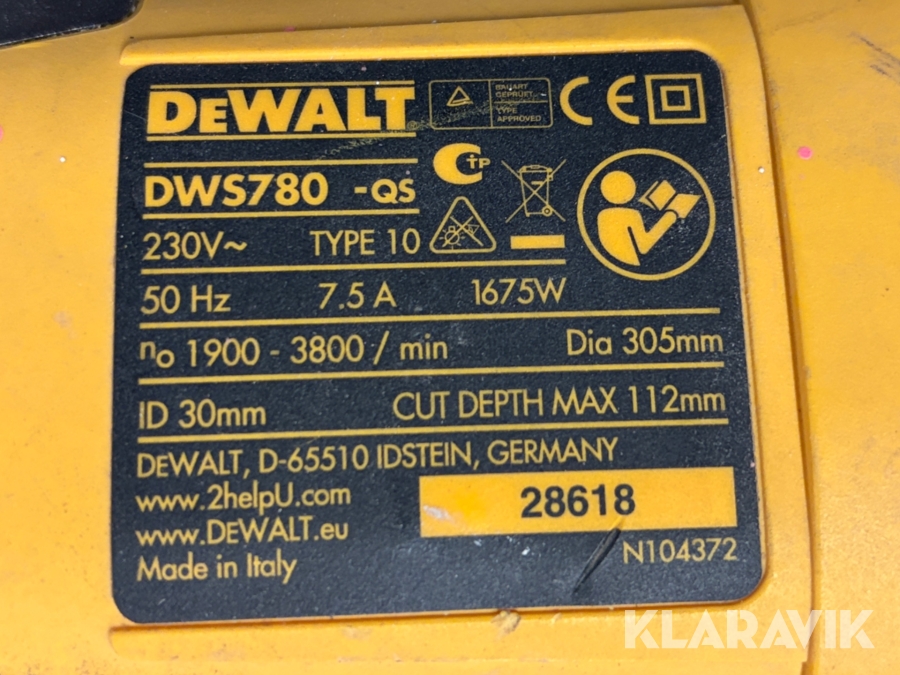 DEWALT
BAUART
GEPRÜFT
TYPE
APPROVED
CE
DWS780 -QS
230V~ TYPE 10
50 Hz 7.5 A 1675W
no 1900 - 3800 / min Dia 305mm
ID 30mm CUT DEPTH MAX 112mm
DEWALT, D-65510 IDSTEIN, GERMANY
www.2helpU.com
www.DEWALT.eu
Made in Italy
28618
N104372
KLARAVIK